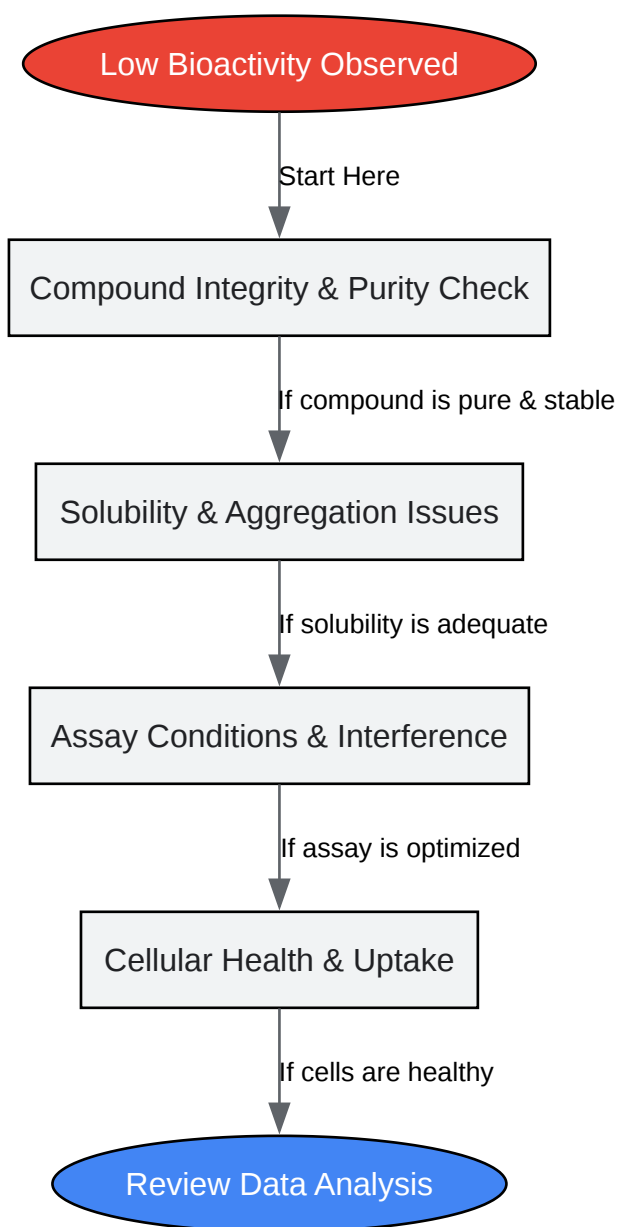 Low Bioactivity Observed
Start Here
Compound Integrity & Purity Check
If compound is pure & stable
Solubility & Aggregation Issues
If solubility is adequate
Assay Conditions & Interference
If assay is optimized
Cellular Health & Uptake
If cells are healthy
Review Data Analysis